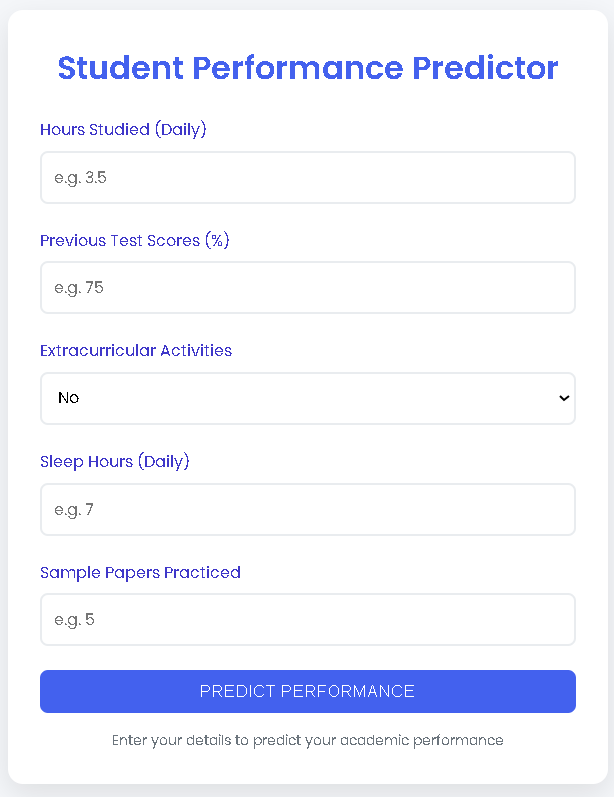 Student Performance Predictor
Hours Studied (Daily)
e.g. 3.5
Previous Test Scores (%)
e.g. 75
Extracurricular Activities
No
Sleep Hours (Daily)
e.g. 7
Sample Papers Practiced
e.g. 5
PREDICT PERFORMANCE
Enter your details to predict your academic performance